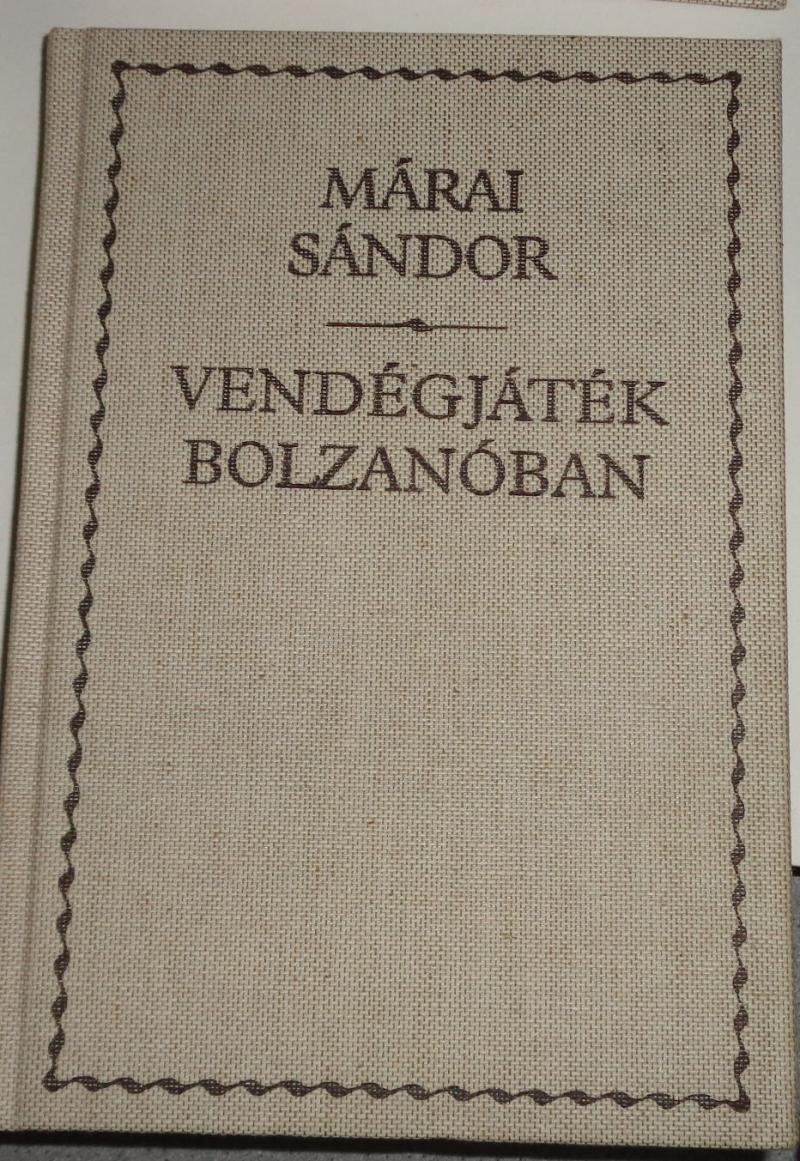 MÁRAI
SÁNDOR
VENDÉGJÁTÉK
BOLZANÓBAN